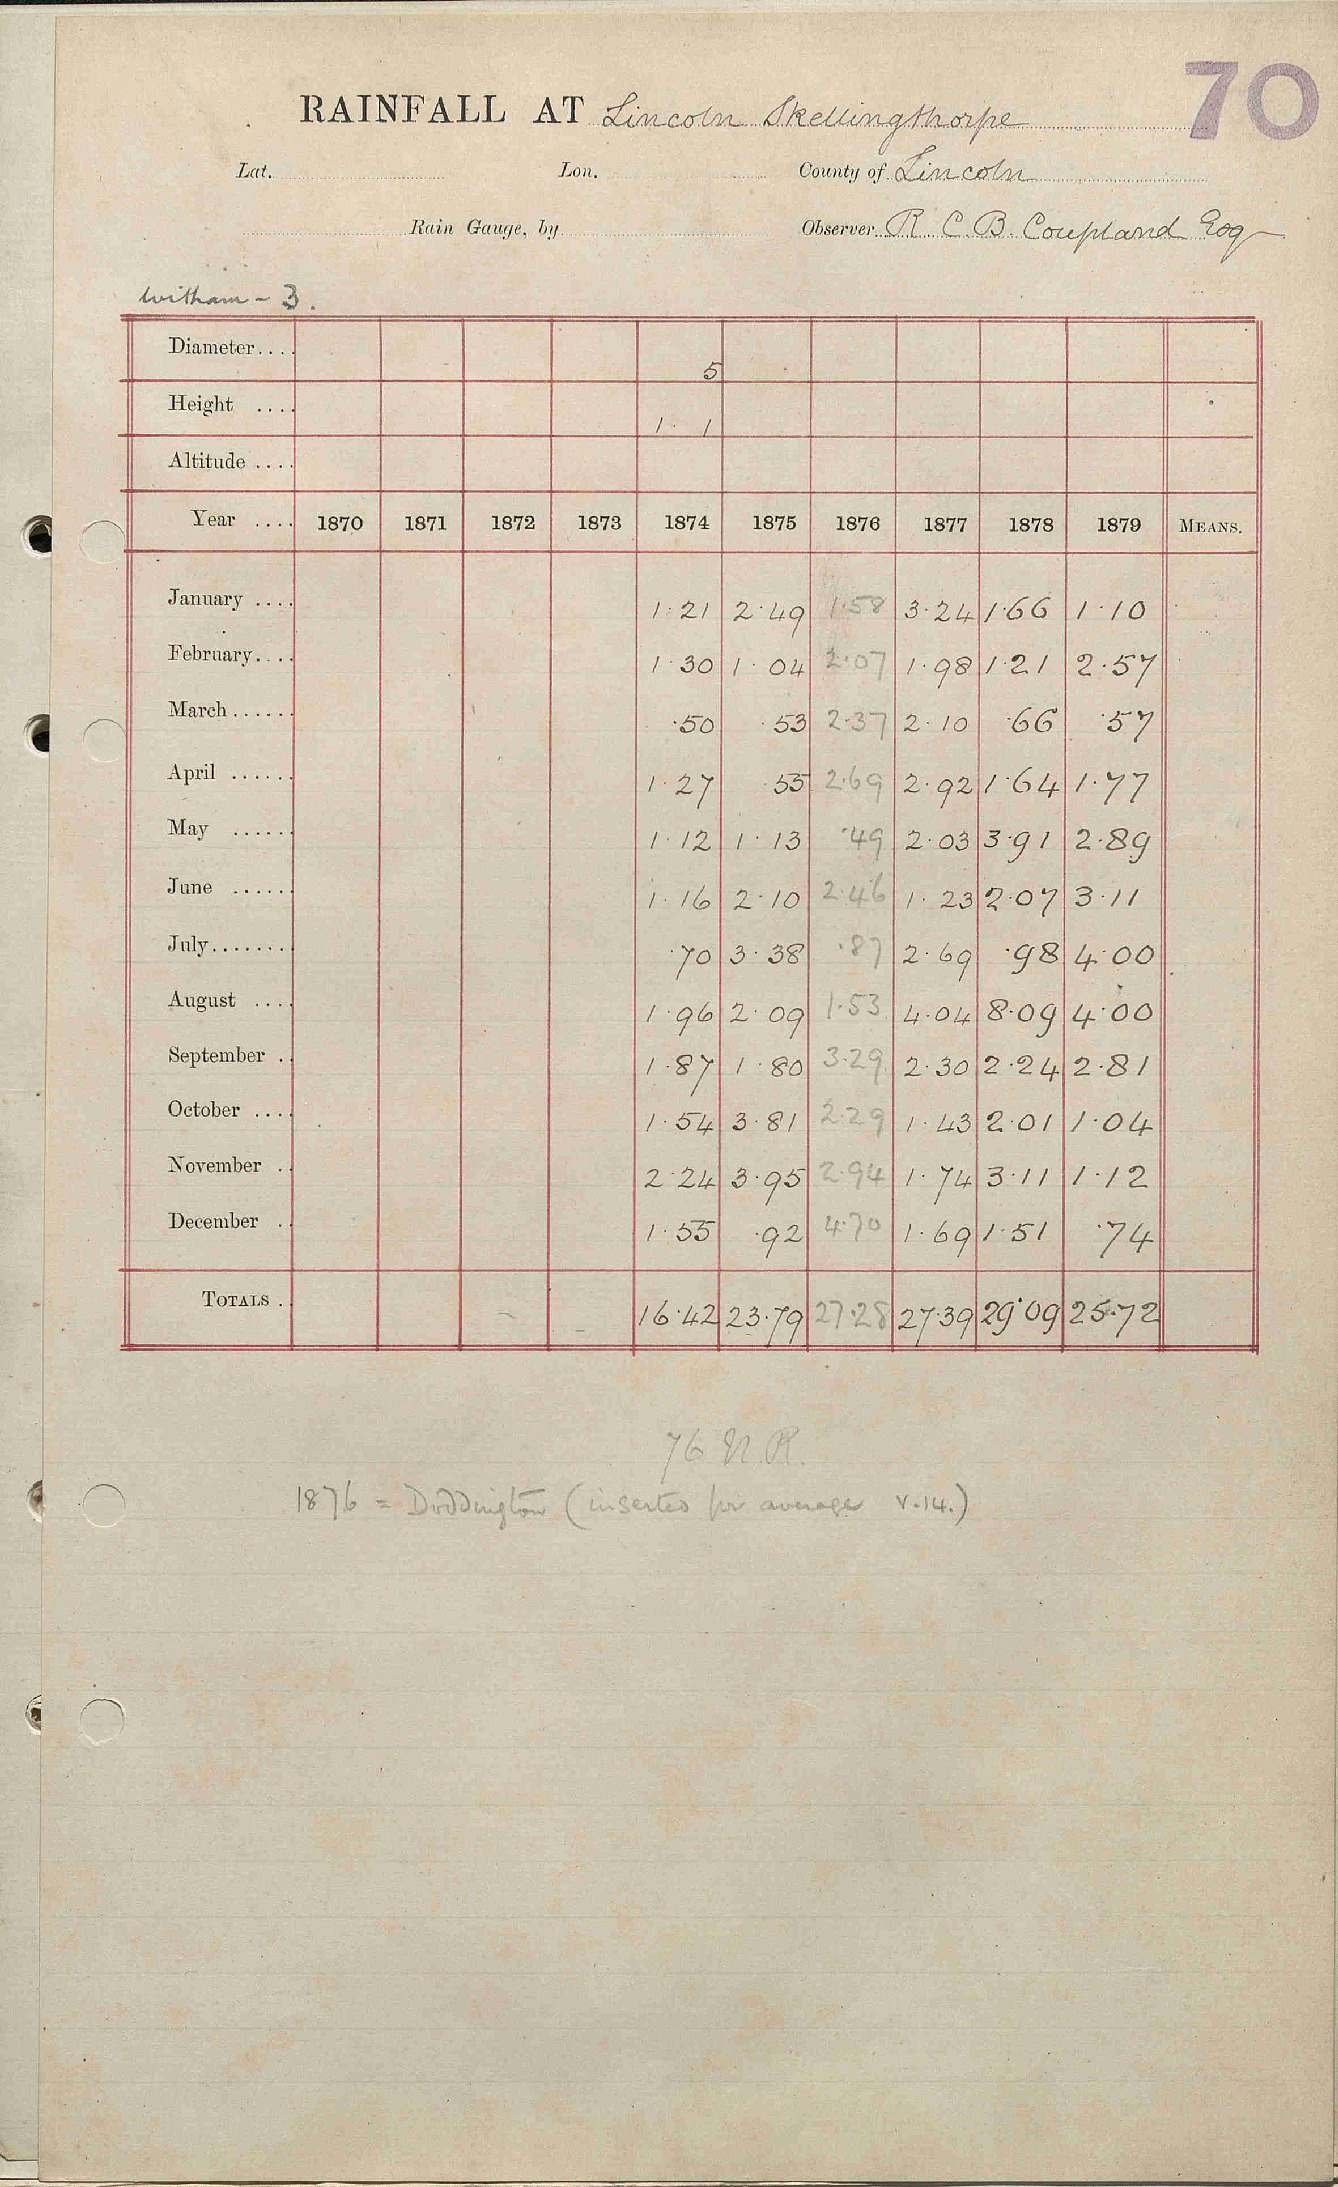 70
RAINFALL AT Lincoln Skellingthorpe
Lat. Lon. County of Lincoln
Rain Gauge, by Observer R. C. B. Coupland Esq
Witham - 3.
Diameter.... 5
Height .... 1. 1
Altitude ....
Year .... 1870 1871 1872 1873 1874 1875 1876 1877 1878 1879 MEANS.
January .... 1·21 2·49 1·58 3·24 1·66 1·10
February.... 1·30 1·04 2·07 1·98 1·21 2·57
March...... ·50 ·53 2·37 2·10 ·66 ·57
April ...... 1·27 ·55 2·69 2·92 1·64 1·77
May ...... 1·12 1·13 ·49 2·03 3·91 2·89
June ...... 1·16 2·10 2·46 1·23 2·07 3·11
July........ ·70 3·38 ·87 2·69 ·98 4·00
August .... 1·96 2·09 1·53 4·04 8·09 4·00
September . 1·87 1·80 3·29 2·30 2·24 2·81
October .... 1·54 3·81 2·29 1·43 2·01 1·04
November . 2·24 3·95 2·94 1·74 3·11 1·12
December . 1·55 ·92 4·70 1·69 1·51 ·74
TOTALS . 16·42 23·79 27·28 27·39 29·09 25·72
76 N.R.
1876 = Doddington (inserted for average v.14.)